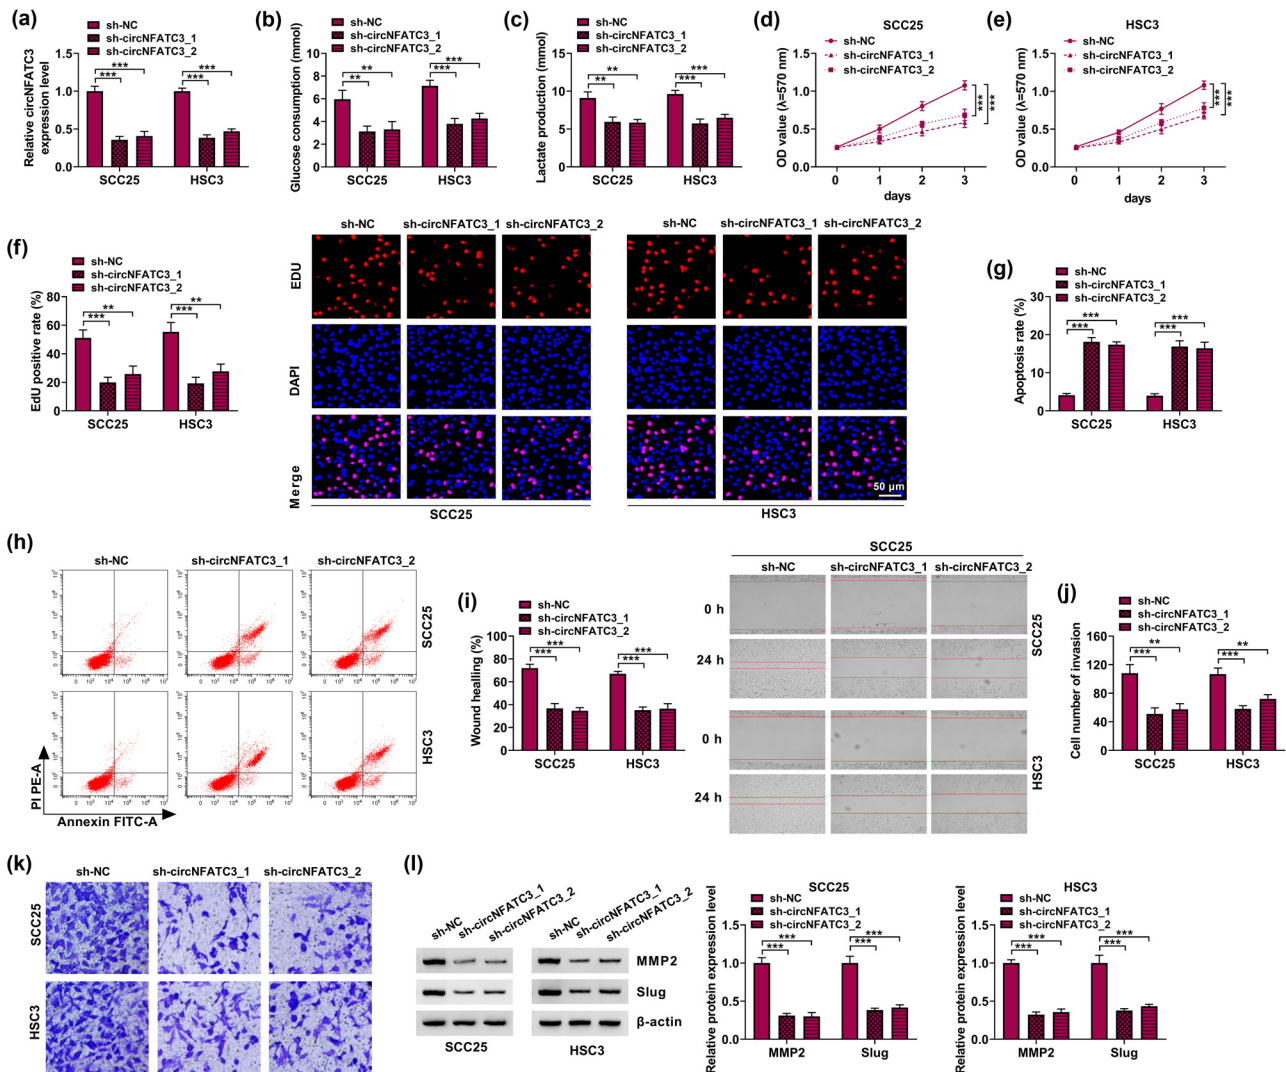 (a)
sh-NC
sh-circNFATC3_1
sh-circNFATC3_2
Relative circNFATC3
expression level
1.5
1.0
0.5
0.0
***
***
***
***
SCC25
HSC3
(b)
sh-NC
sh-circNFATC3_1
sh-circNFATC3_2
Glucose consumption (mmol)
10
8
6
4
2
0
**
**
***
***
SCC25
HSC3
(c)
sh-NC
sh-circNFATC3_1
sh-circNFATC3_2
Lactate production (mmol)
15
10
5
0
**
**
***
***
SCC25
HSC3
(d)
SCC25
sh-NC
sh-circNFATC3_1
sh-circNFATC3_2
OD value (λ=570 nm)
1.5
1.0
0.5
0.0
***
***
0 1 2 3
days
(e)
HSC3
sh-NC
sh-circNFATC3_1
sh-circNFATC3_2
OD value (λ=570 nm)
1.5
1.0
0.5
0.0
***
***
0 1 2 3
days
(f)
sh-NC
sh-circNFATC3_1
sh-circNFATC3_2
EdU positive rate (%)
80
60
40
20
0
**
***
**
***
SCC25
HSC3
sh-NC sh-circNFATC3_1 sh-circNFATC3_2
sh-NC sh-circNFATC3_1 sh-circNFATC3_2
EDU
DAPI
Merge
50 μm
SCC25
HSC3
(g)
sh-NC
sh-circNFATC3_1
sh-circNFATC3_2
Apoptosis rate (%)
30
20
10
0
***
***
***
***
SCC25
HSC3
(h)
sh-NC sh-circNFATC3_1 sh-circNFATC3_2
SCC25
HSC3
PI PE-A
Annexin FITC-A
(i)
sh-NC
sh-circNFATC3_1
sh-circNFATC3_2
Wound healling (%)
100
80
60
40
20
0
***
***
***
***
SCC25
HSC3
SCC25
sh-NC sh-circNFATC3_1 sh-circNFATC3_2
0 h
24 h
SCC25
0 h
24 h
HSC3
(j)
sh-NC
sh-circNFATC3_1
sh-circNFATC3_2
Cell number of invasion
160
120
80
40
0
**
***
**
***
SCC25
HSC3
(k)
sh-NC sh-circNFATC3_1 sh-circNFATC3_2
SCC25
HSC3
(l)
sh-NC
sh-circNFATC3_1
sh-circNFATC3_2
sh-NC
sh-circNFATC3_1
sh-circNFATC3_2
MMP2
Slug
β-actin
SCC25
HSC3
SCC25
sh-NC
sh-circNFATC3_1
sh-circNFATC3_2
Relative protein expression level
1.5
1.0
0.5
0.0
***
***
***
***
MMP2
Slug
HSC3
sh-NC
sh-circNFATC3_1
sh-circNFATC3_2
Relative protein expression level
1.5
1.0
0.5
0.0
***
***
***
***
MMP2
Slug